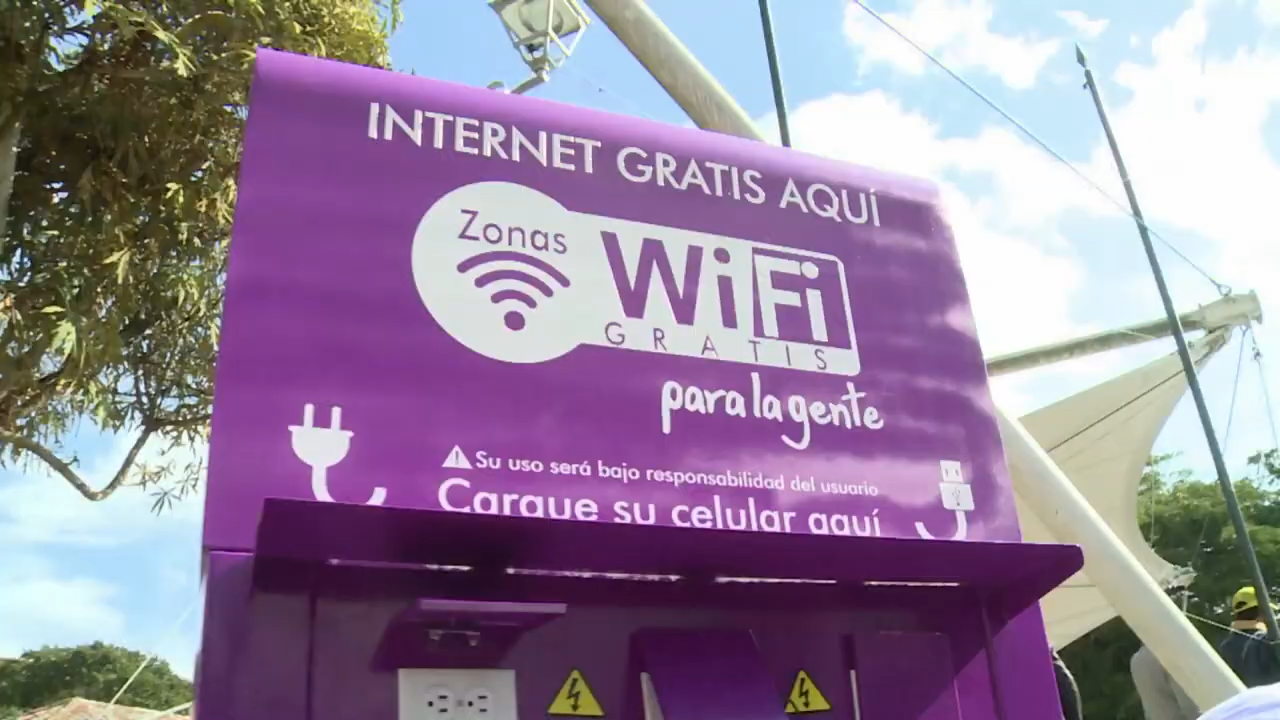 INTERNET GRATIS AQUÍ
Zonas
WiFi
GRATIS
para la gente
Su uso será bajo responsabilidad del usuario
Cargue su celular aquí